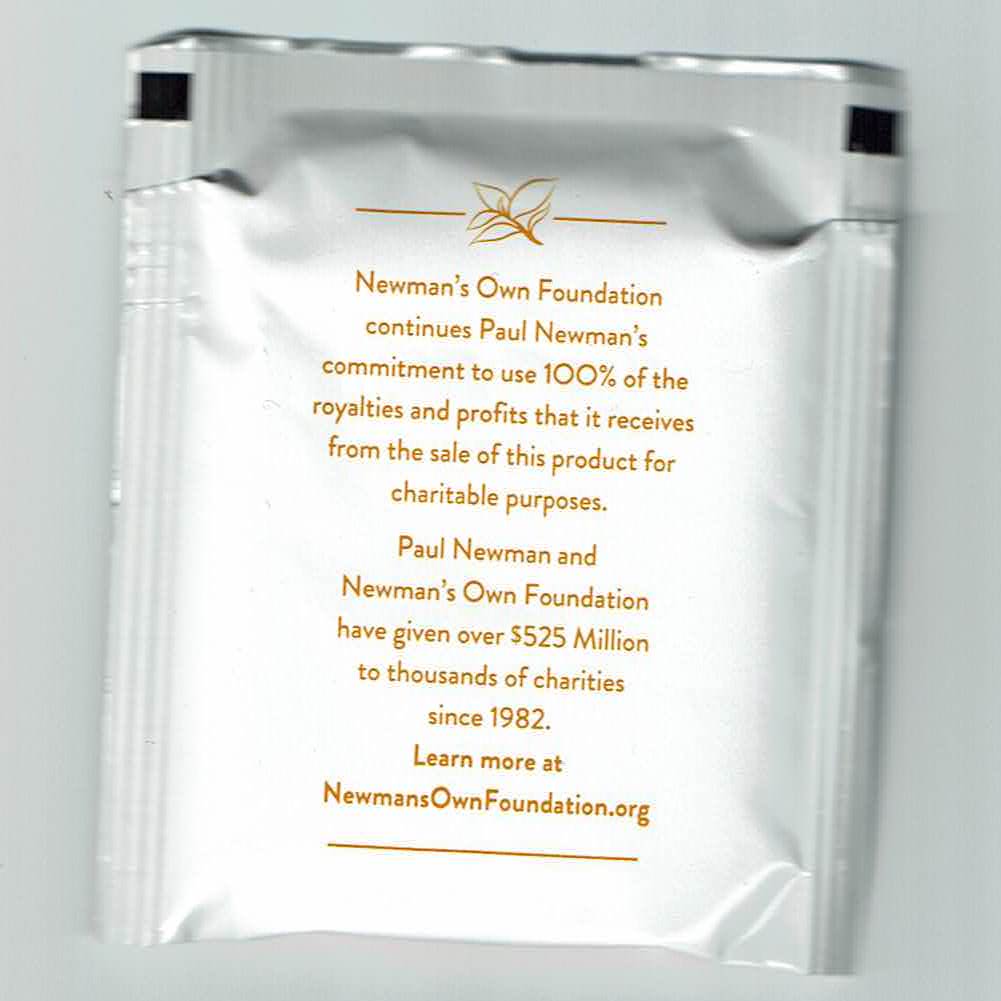 Newman's Own Foundation
continues Paul Newman's
commitment to use 100% of the
royalties and profits that it receives
from the sale of this product for
charitable purposes.
Paul Newman and
Newman's Own Foundation
have given over $525 Million
to thousands of charities
since 1982.
Learn more at
NewmansOwnFoundation.org